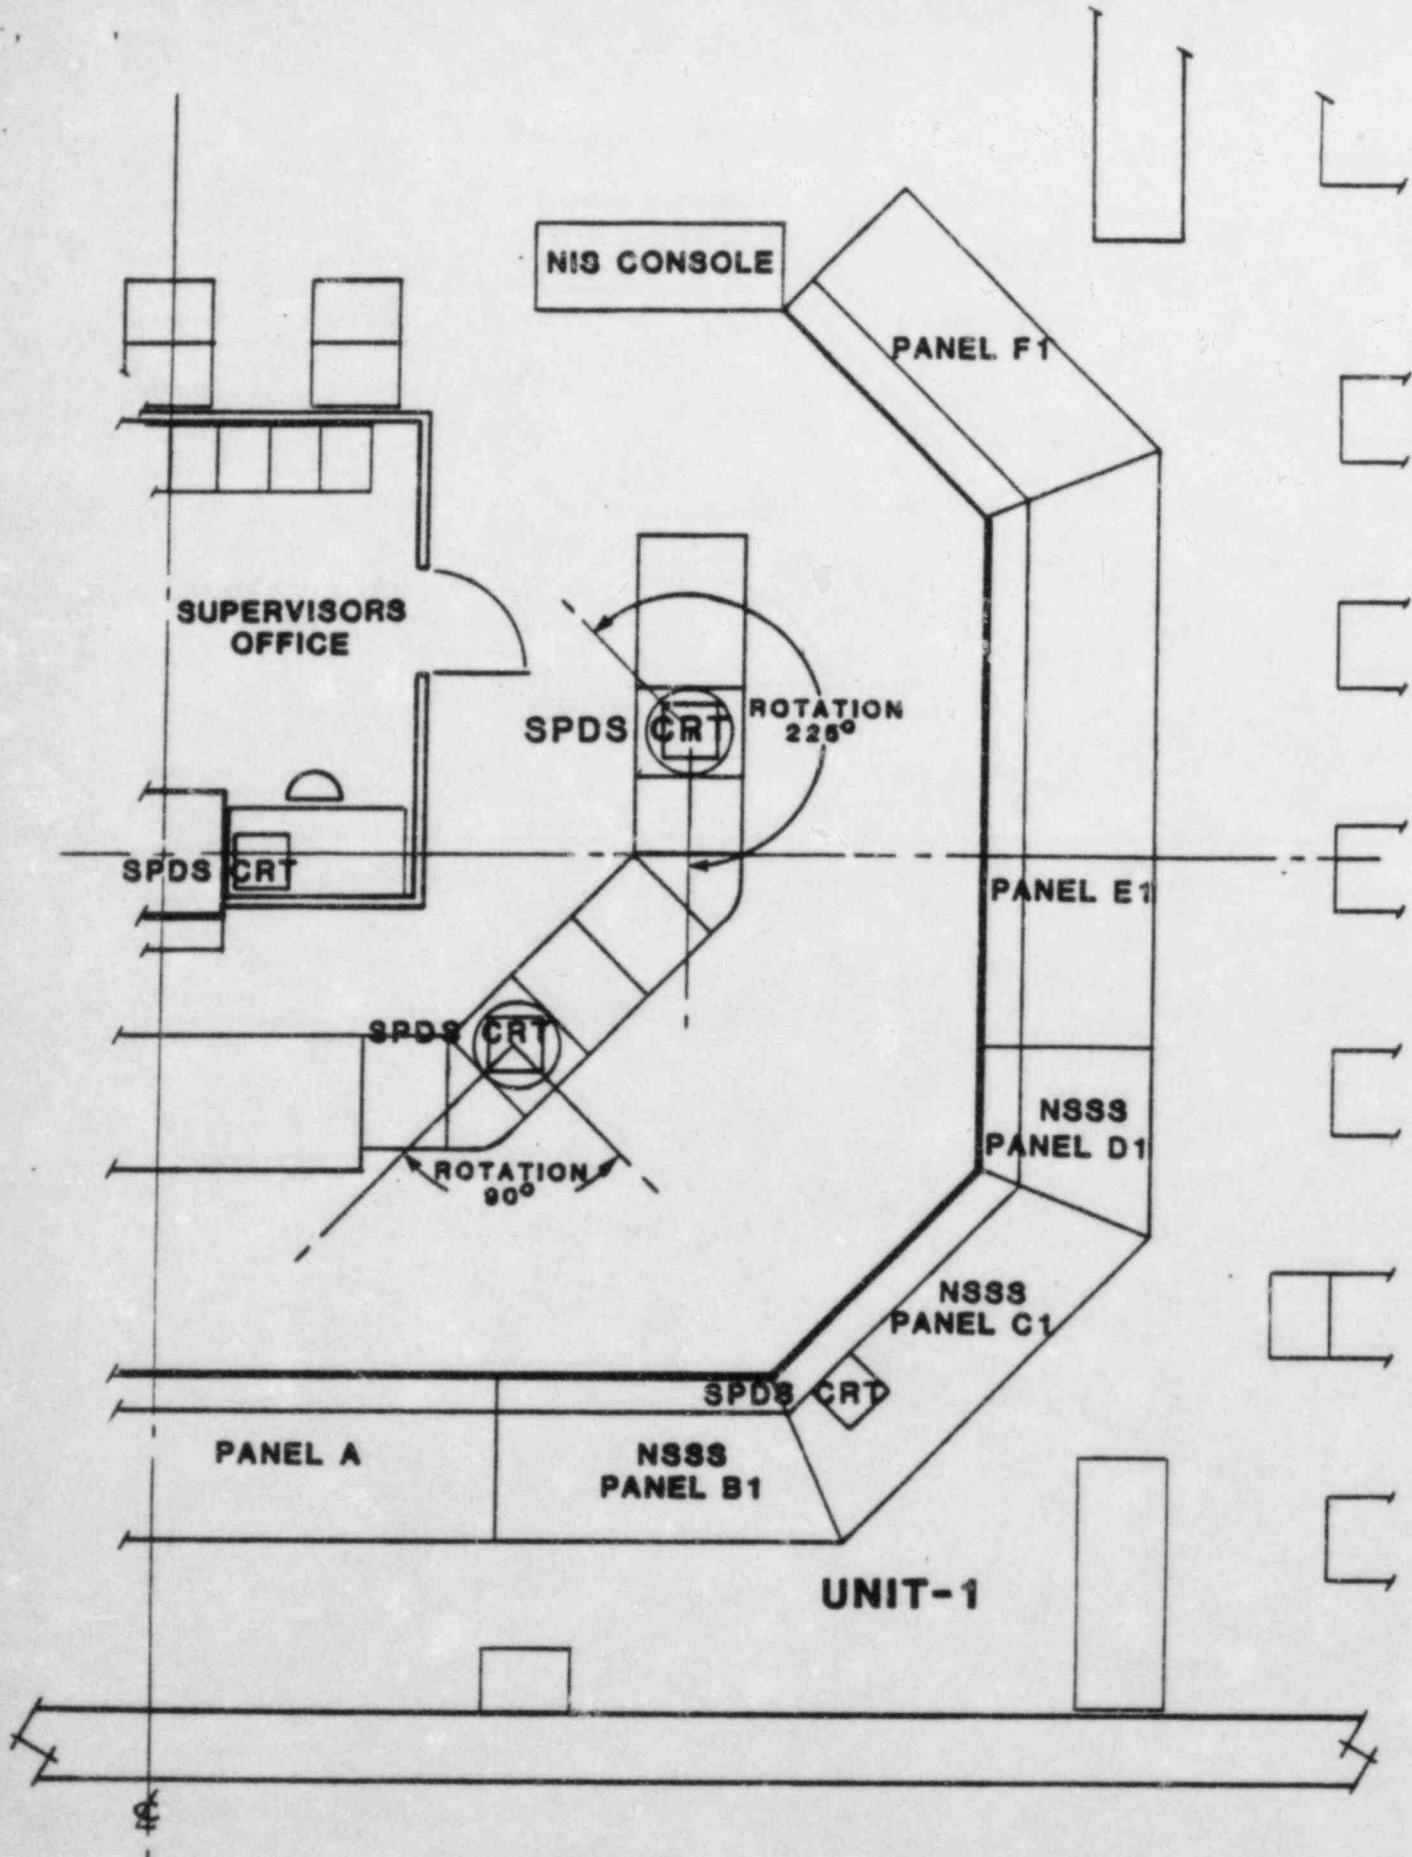 NIS CONSOLE
PANEL F1
SUPERVISORS
OFFICE
SPDS CRT
ROTATION
225°
SPDS CRT
PANEL E1
SPDS CRT
NSSS
PANEL D1
ROTATION
90°
NSSS
PANEL C1
SPDS CRT
PANEL A
NSSS
PANEL B1
UNIT-1
℄